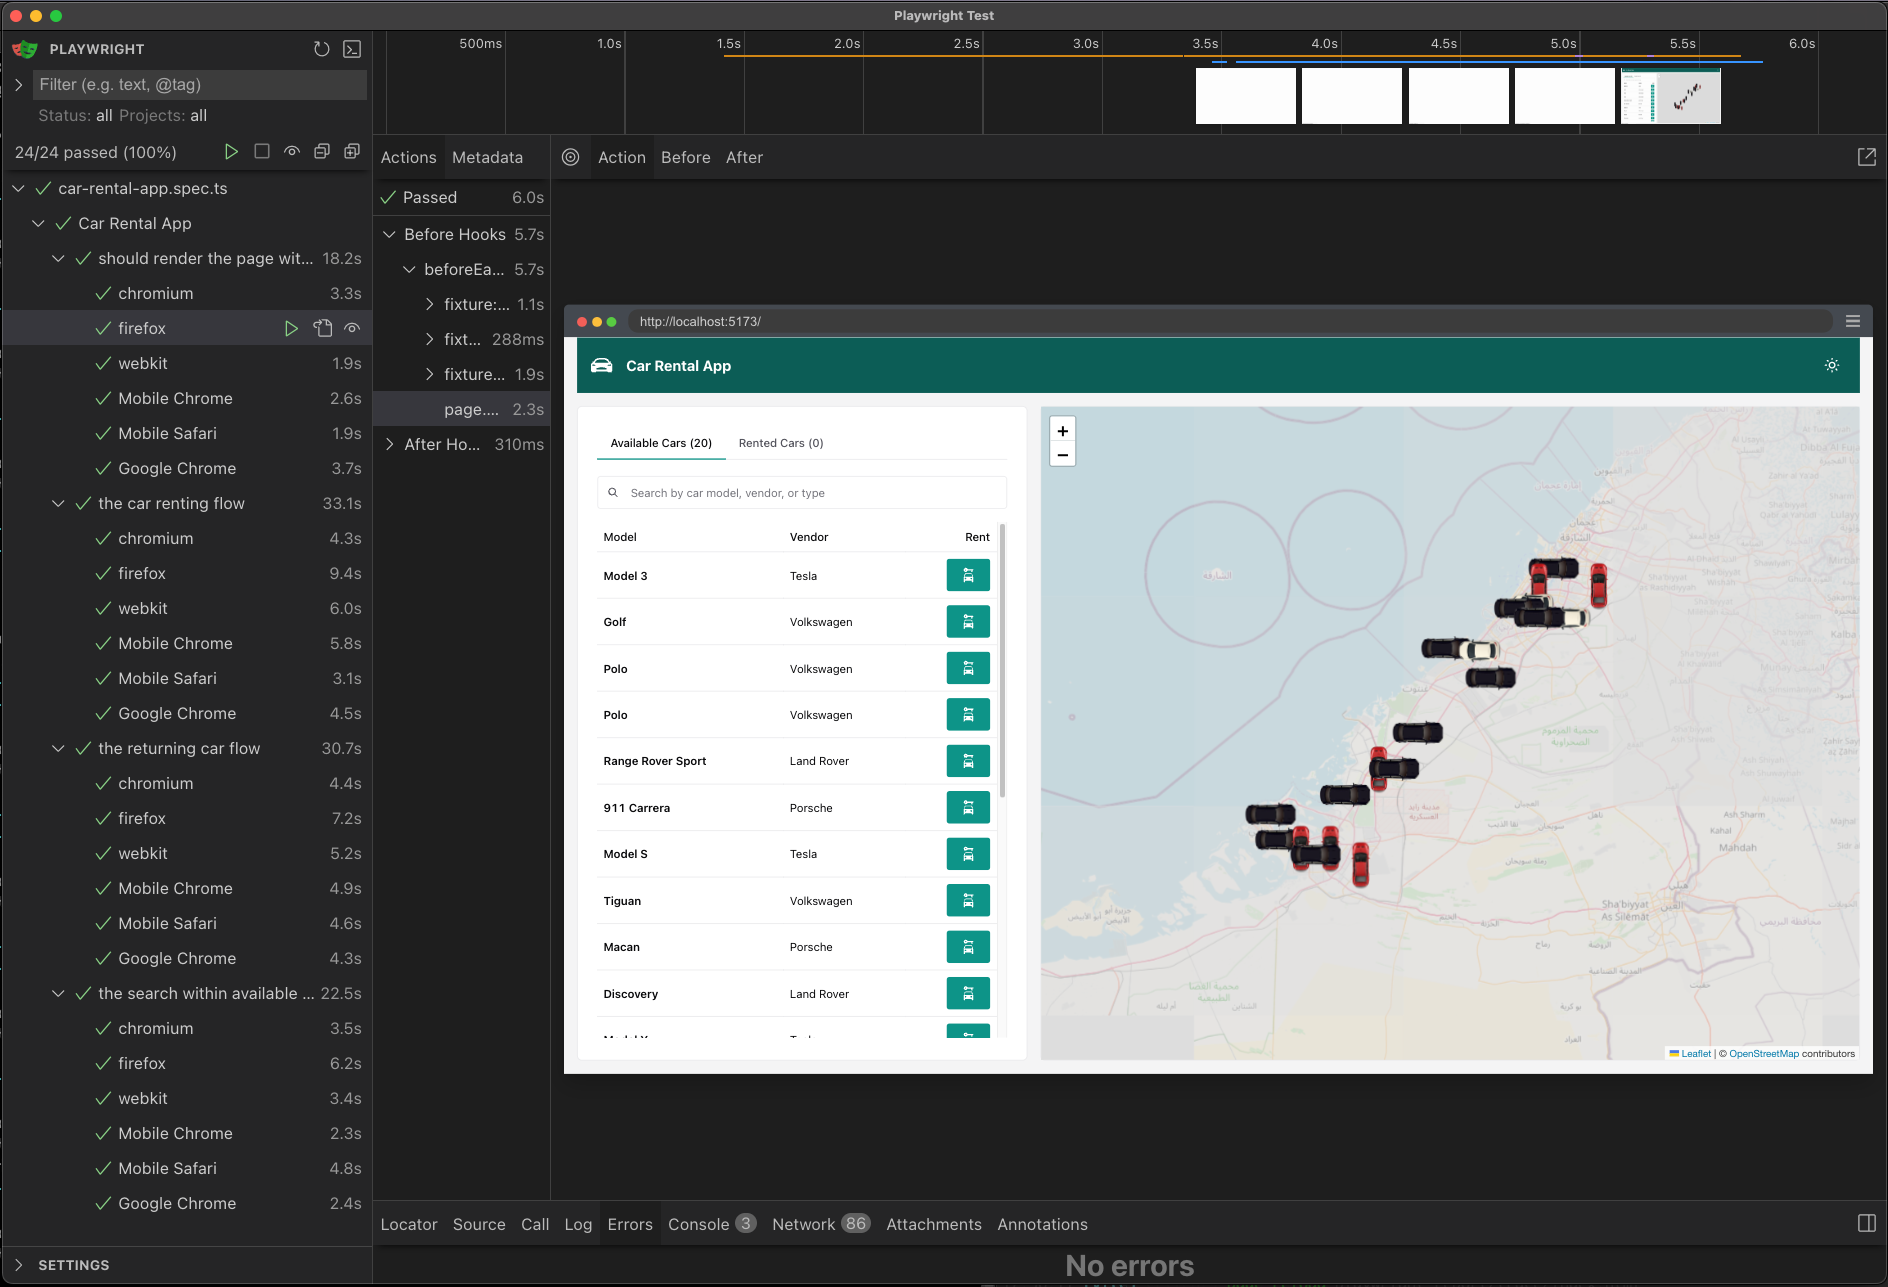 Playwright Test
PLAYWRIGHT
Filter (e.g. text, @tag)
Status: all Projects: all
24/24 passed (100%)
car-rental-app.spec.ts
Car Rental App
should render the page wit... 18.2s
chromium 3.3s
firefox
webkit 1.9s
Mobile Chrome 2.6s
Mobile Safari 1.9s
Google Chrome 3.7s
the car renting flow 33.1s
chromium 4.3s
firefox 9.4s
webkit 6.0s
Mobile Chrome 5.8s
Mobile Safari 3.1s
Google Chrome 4.5s
the returning car flow 30.7s
chromium 4.4s
firefox 7.2s
webkit 5.2s
Mobile Chrome 4.9s
Mobile Safari 4.6s
Google Chrome 4.3s
the search within available ... 22.5s
chromium 3.5s
firefox 6.2s
webkit 3.4s
Mobile Chrome 2.3s
Mobile Safari 4.8s
Google Chrome 2.4s
SETTINGS
500ms 1.0s 1.5s 2.0s 2.5s 3.0s 3.5s 4.0s 4.5s 5.0s 5.5s 6.0s
Actions Metadata
Passed 6.0s
Before Hooks 5.7s
beforeEa... 5.7s
fixture:... 1.1s
fixt... 288ms
fixture... 1.9s
page.... 2.3s
After Ho... 310ms
Action Before After
http://localhost:5173/
Car Rental App
Available Cars (20) Rented Cars (0)
Search by car model, vendor, or type
Model Vendor Rent
Model 3 Tesla
Golf Volkswagen
Polo Volkswagen
Polo Volkswagen
Range Rover Sport Land Rover
911 Carrera Porsche
Model S Tesla
Tiguan Volkswagen
Macan Porsche
Discovery Land Rover
+
−
الشارقة
عجمان
الشارقة
Ash Sharm
Kahal
Mahdah
Sha'biyyat
As Silēmāt
العين
محافظة البريمي
Leaflet | © OpenStreetMap contributors
Locator Source Call Log Errors Console 3 Network 86 Attachments Annotations
No errors